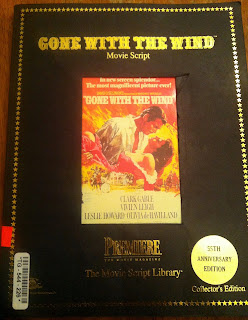 GONE WITH THE WIND™
Movie Script
In new screen splendor...
The most magnificent picture ever!
"GONE WITH THE WIND"
CLARK GABLE
VIVIEN LEIGH
LESLIE HOWARD OLIVIA de HAVILLAND
PREMIERE
THE MOVIE MAGAZINE
The Movie Script Library
55TH
ANNIVERSARY
EDITION
Collector's Edition